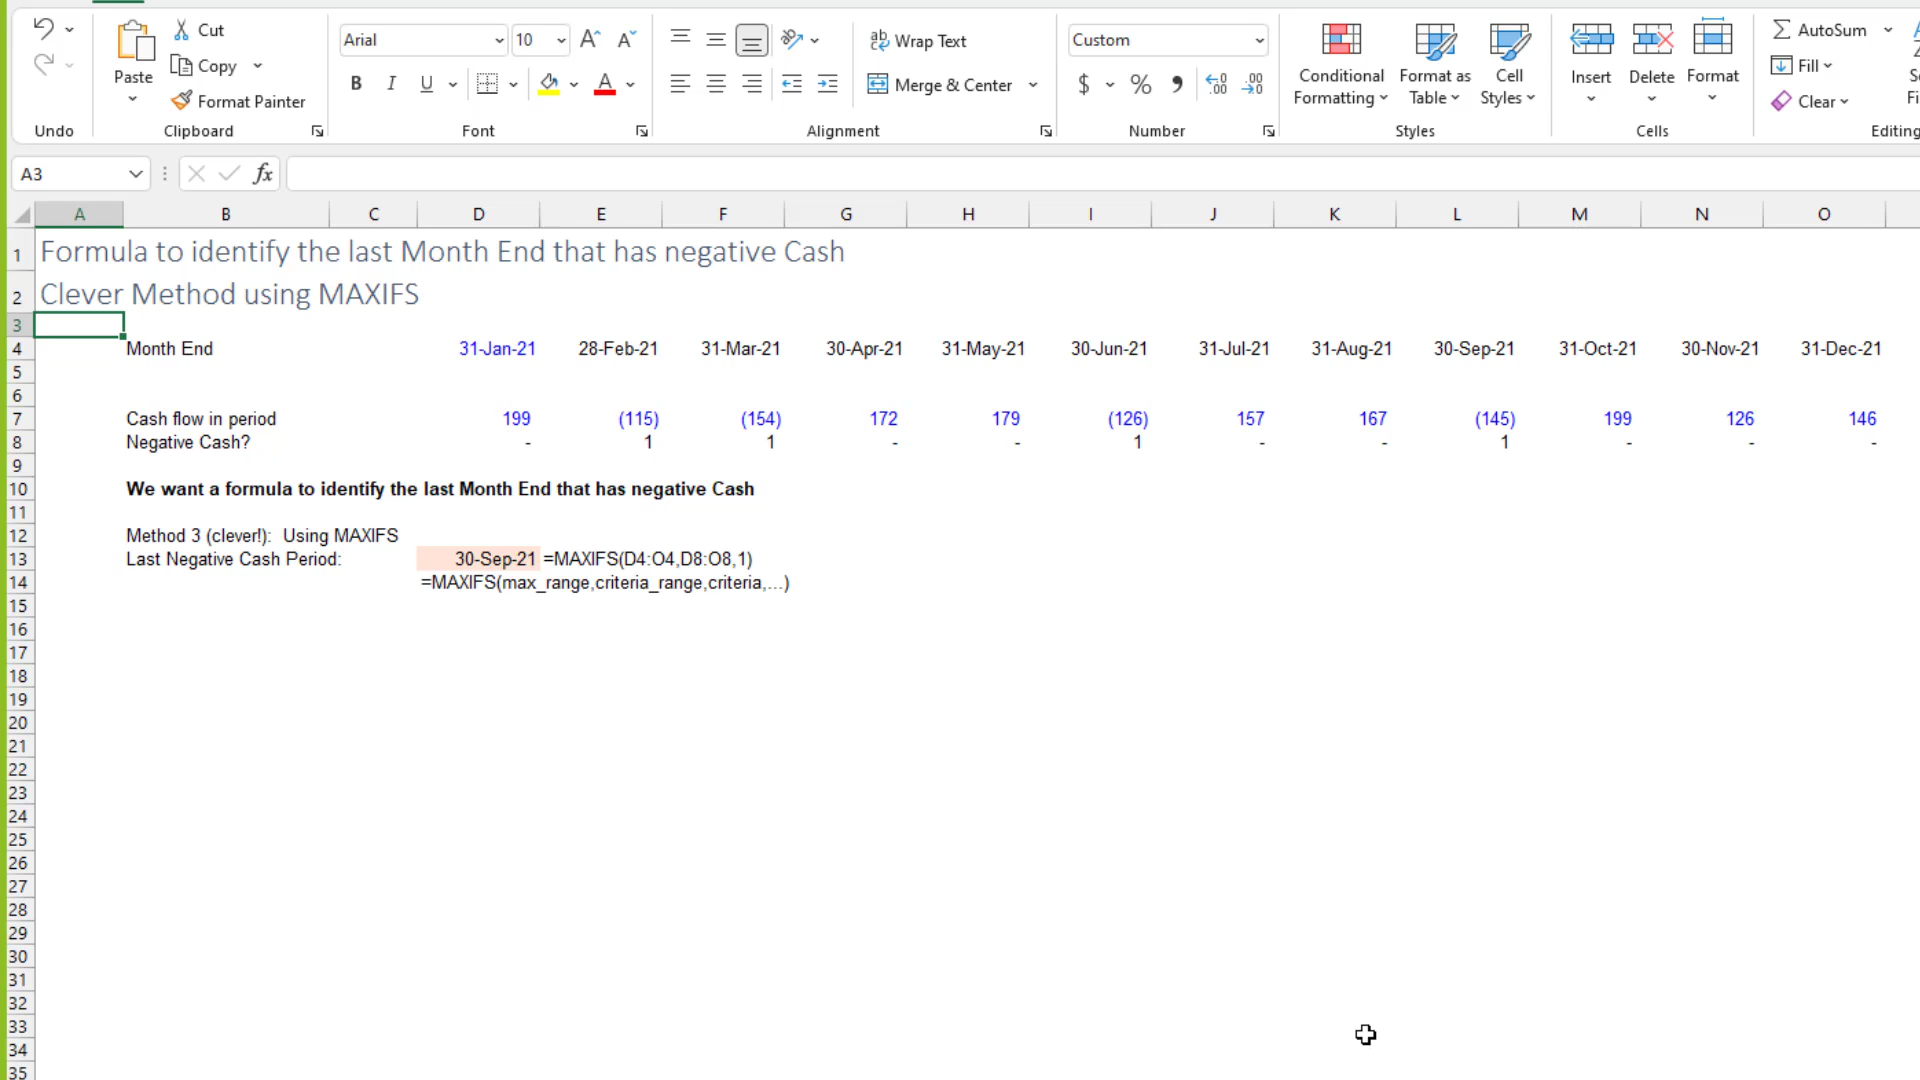 Cut
Copy
Format Painter
Paste
Undo
Clipboard
Arial
10
B I U
A
Font
Wrap Text
Merge & Center
Alignment
Custom
$ % ,
Number
Conditional Formatting
Format as Table
Cell Styles
Styles
Insert
Delete
Format
Cells
AutoSum
Fill
Clear
Editing
A3
fx
A B C D E F G H I J K L M N O
1 Formula to identify the last Month End that has negative Cash
2 Clever Method using MAXIFS
3
4 Month End 31-Jan-21 28-Feb-21 31-Mar-21 30-Apr-21 31-May-21 30-Jun-21 31-Jul-21 31-Aug-21 30-Sep-21 31-Oct-21 30-Nov-21 31-Dec-21
5
6
7 Cash flow in period 199 (115) (154) 172 179 (126) 157 167 (145) 199 126 146
8 Negative Cash? - 1 1 - - 1 - - 1 - - -
9
10 We want a formula to identify the last Month End that has negative Cash
11
12 Method 3 (clever!): Using MAXIFS
13 Last Negative Cash Period: 30-Sep-21 =MAXIFS(D4:O4,D8:O8,1)
14 =MAXIFS(max_range,criteria_range,criteria,...)
15
16
17
18
19
20
21
22
23
24
25
26
27
28
29
30
31
32
33
34
35